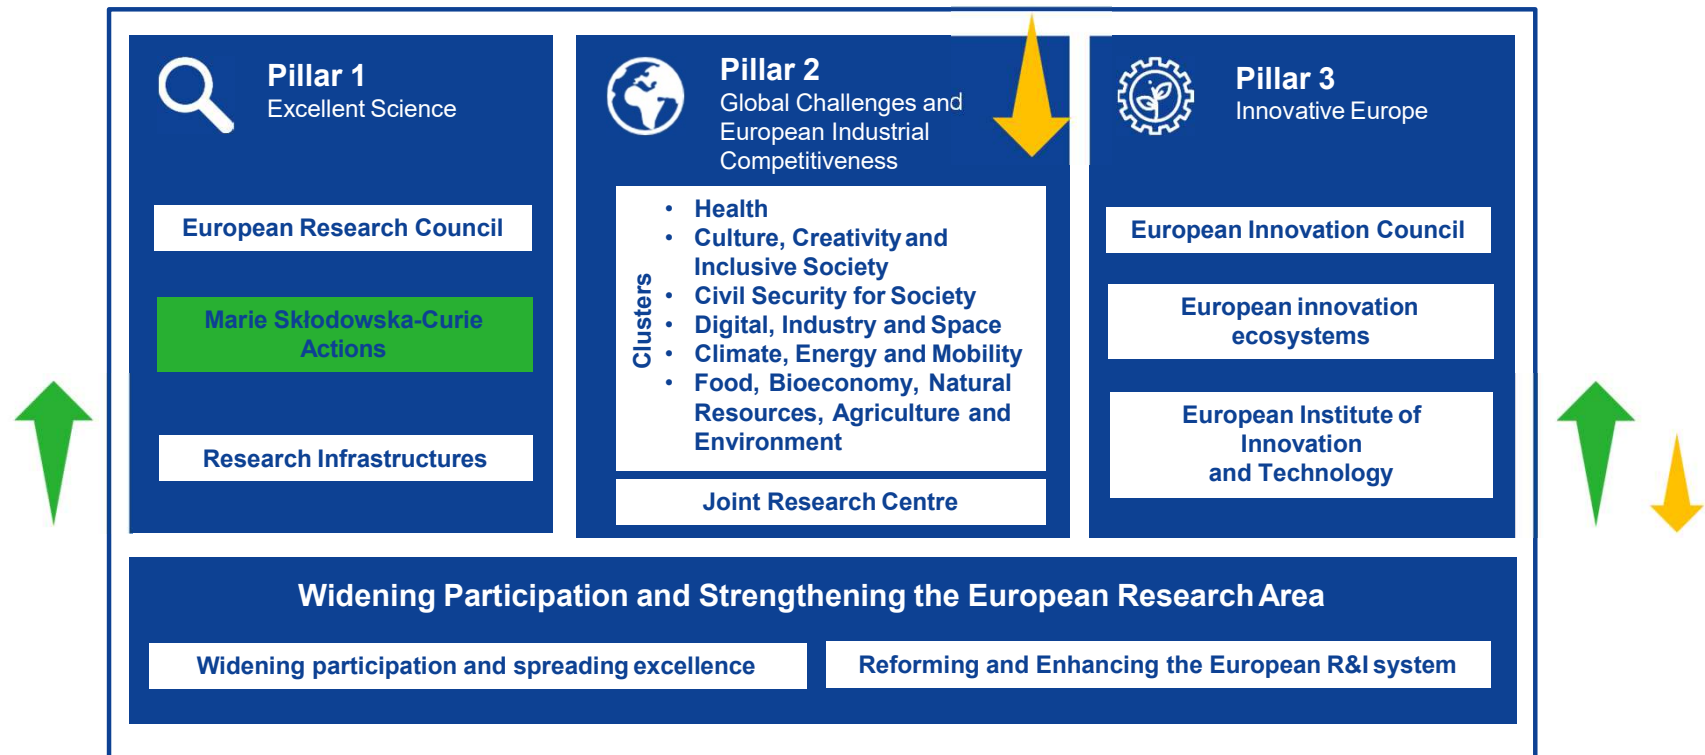 Pillar 1
Excellent Science
European Research Council
Marie Skłodowska-Curie
Actions
Research Infrastructures
Pillar 2
Global Challenges and
European Industrial
Competitiveness
Clusters
• Health
• Culture, Creativity and
Inclusive Society
• Civil Security for Society
• Digital, Industry and Space
• Climate, Energy and Mobility
• Food, Bioeconomy, Natural
Resources, Agriculture and
Environment
Joint Research Centre
Pillar 3
Innovative Europe
European Innovation Council
European innovation
ecosystems
European Institute of
Innovation
and Technology
Widening Participation and Strengthening the European Research Area
Widening participation and spreading excellence
Reforming and Enhancing the European R&I system